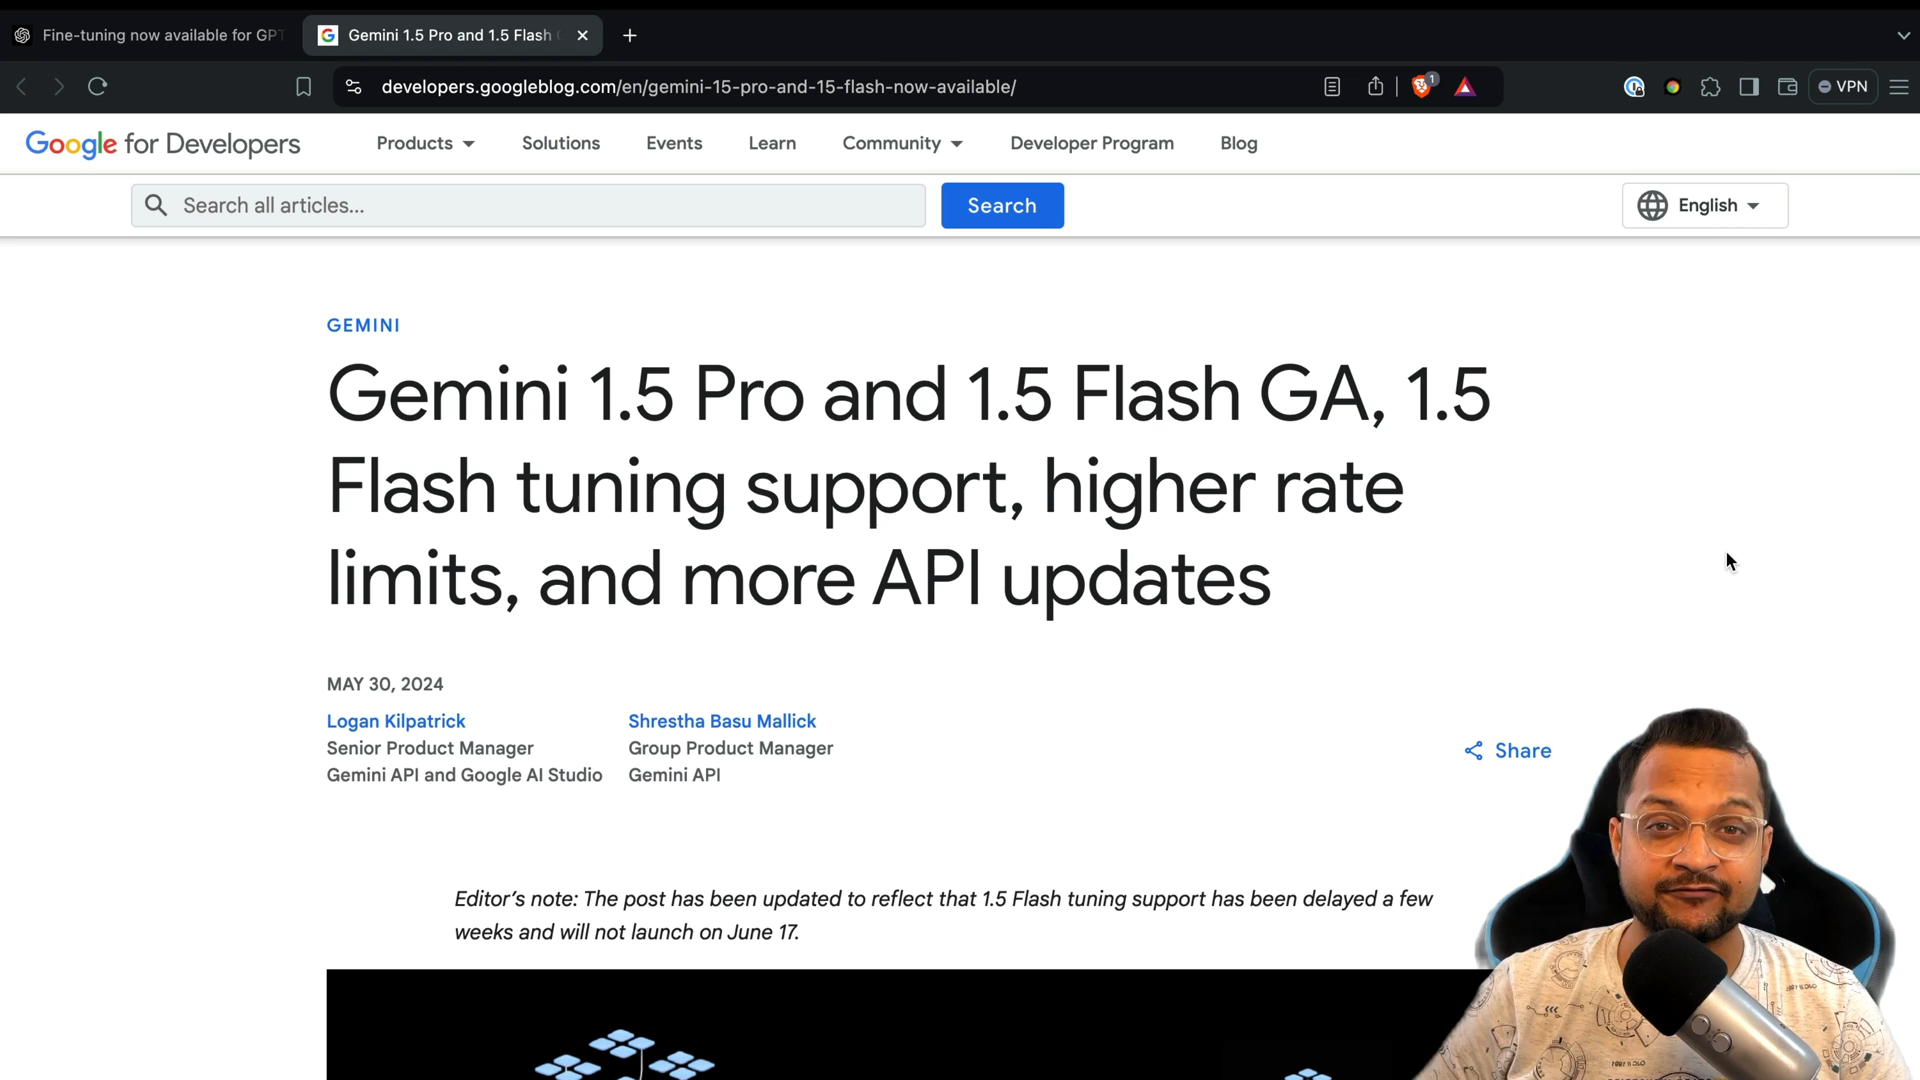 Fine-tuning now available for GPT
Gemini 1.5 Pro and 1.5 Flash
developers.googleblog.com/en/gemini-15-pro-and-15-flash-now-available/
1
VPN
Google for Developers
Products
Solutions
Events
Learn
Community
Developer Program
Blog
Search all articles...
Search
English
GEMINI
Gemini 1.5 Pro and 1.5 Flash GA, 1.5
Flash tuning support, higher rate
limits, and more API updates
MAY 30, 2024
Logan Kilpatrick
Senior Product Manager
Gemini API and Google AI Studio
Shrestha Basu Mallick
Group Product Manager
Gemini API
Share
Editor's note: The post has been updated to reflect that 1.5 Flash tuning support has been delayed a few
weeks and will not launch on June 17.